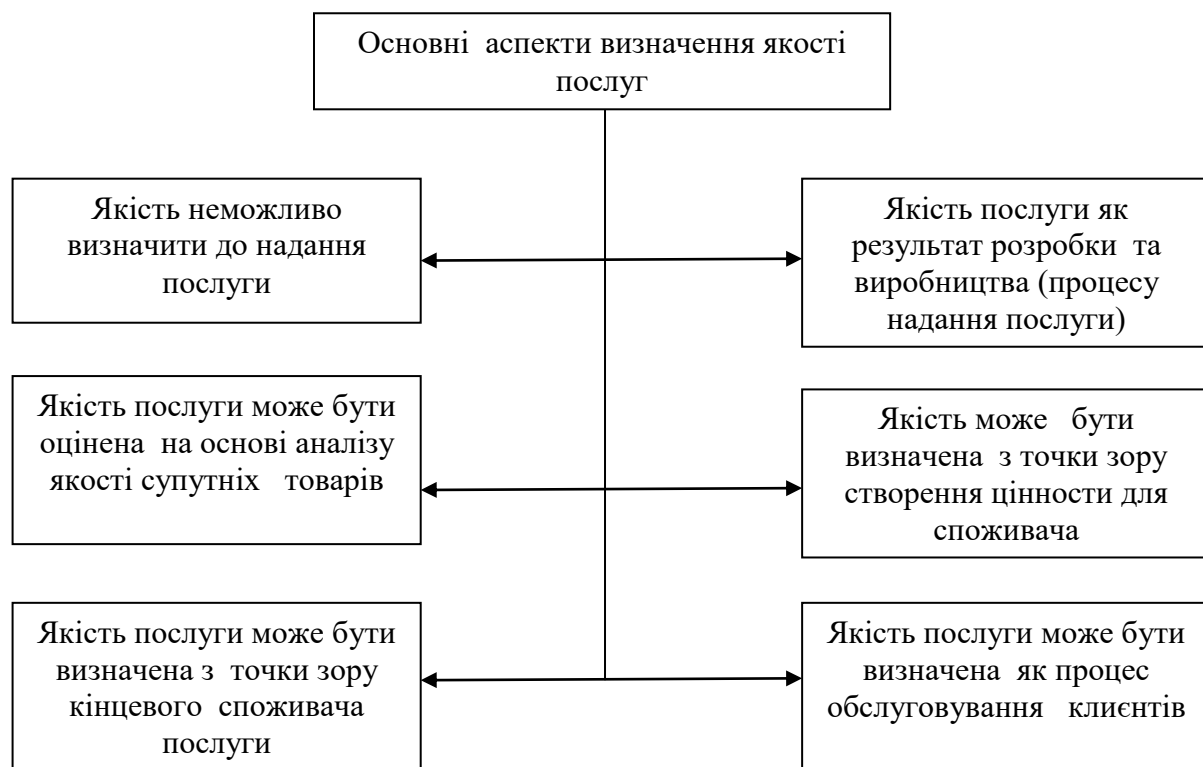 Основні аспекти визначення якості
послуг
Якість неможливо
визначити до надання
послуги
Якість послуги як
результат розробки та
виробництва (процесу
надання послуги)
Якість послуги може бути
оцінена на основі аналізу
якості супутніх товарів
Якість може бути
визначена з точки зору
створення цінности для
споживача
Якість послуги може бути
визначена з точки зору
кінцевого споживача
послуги
Якість послуги може бути
визначена як процес
обслуговування клиєнтів